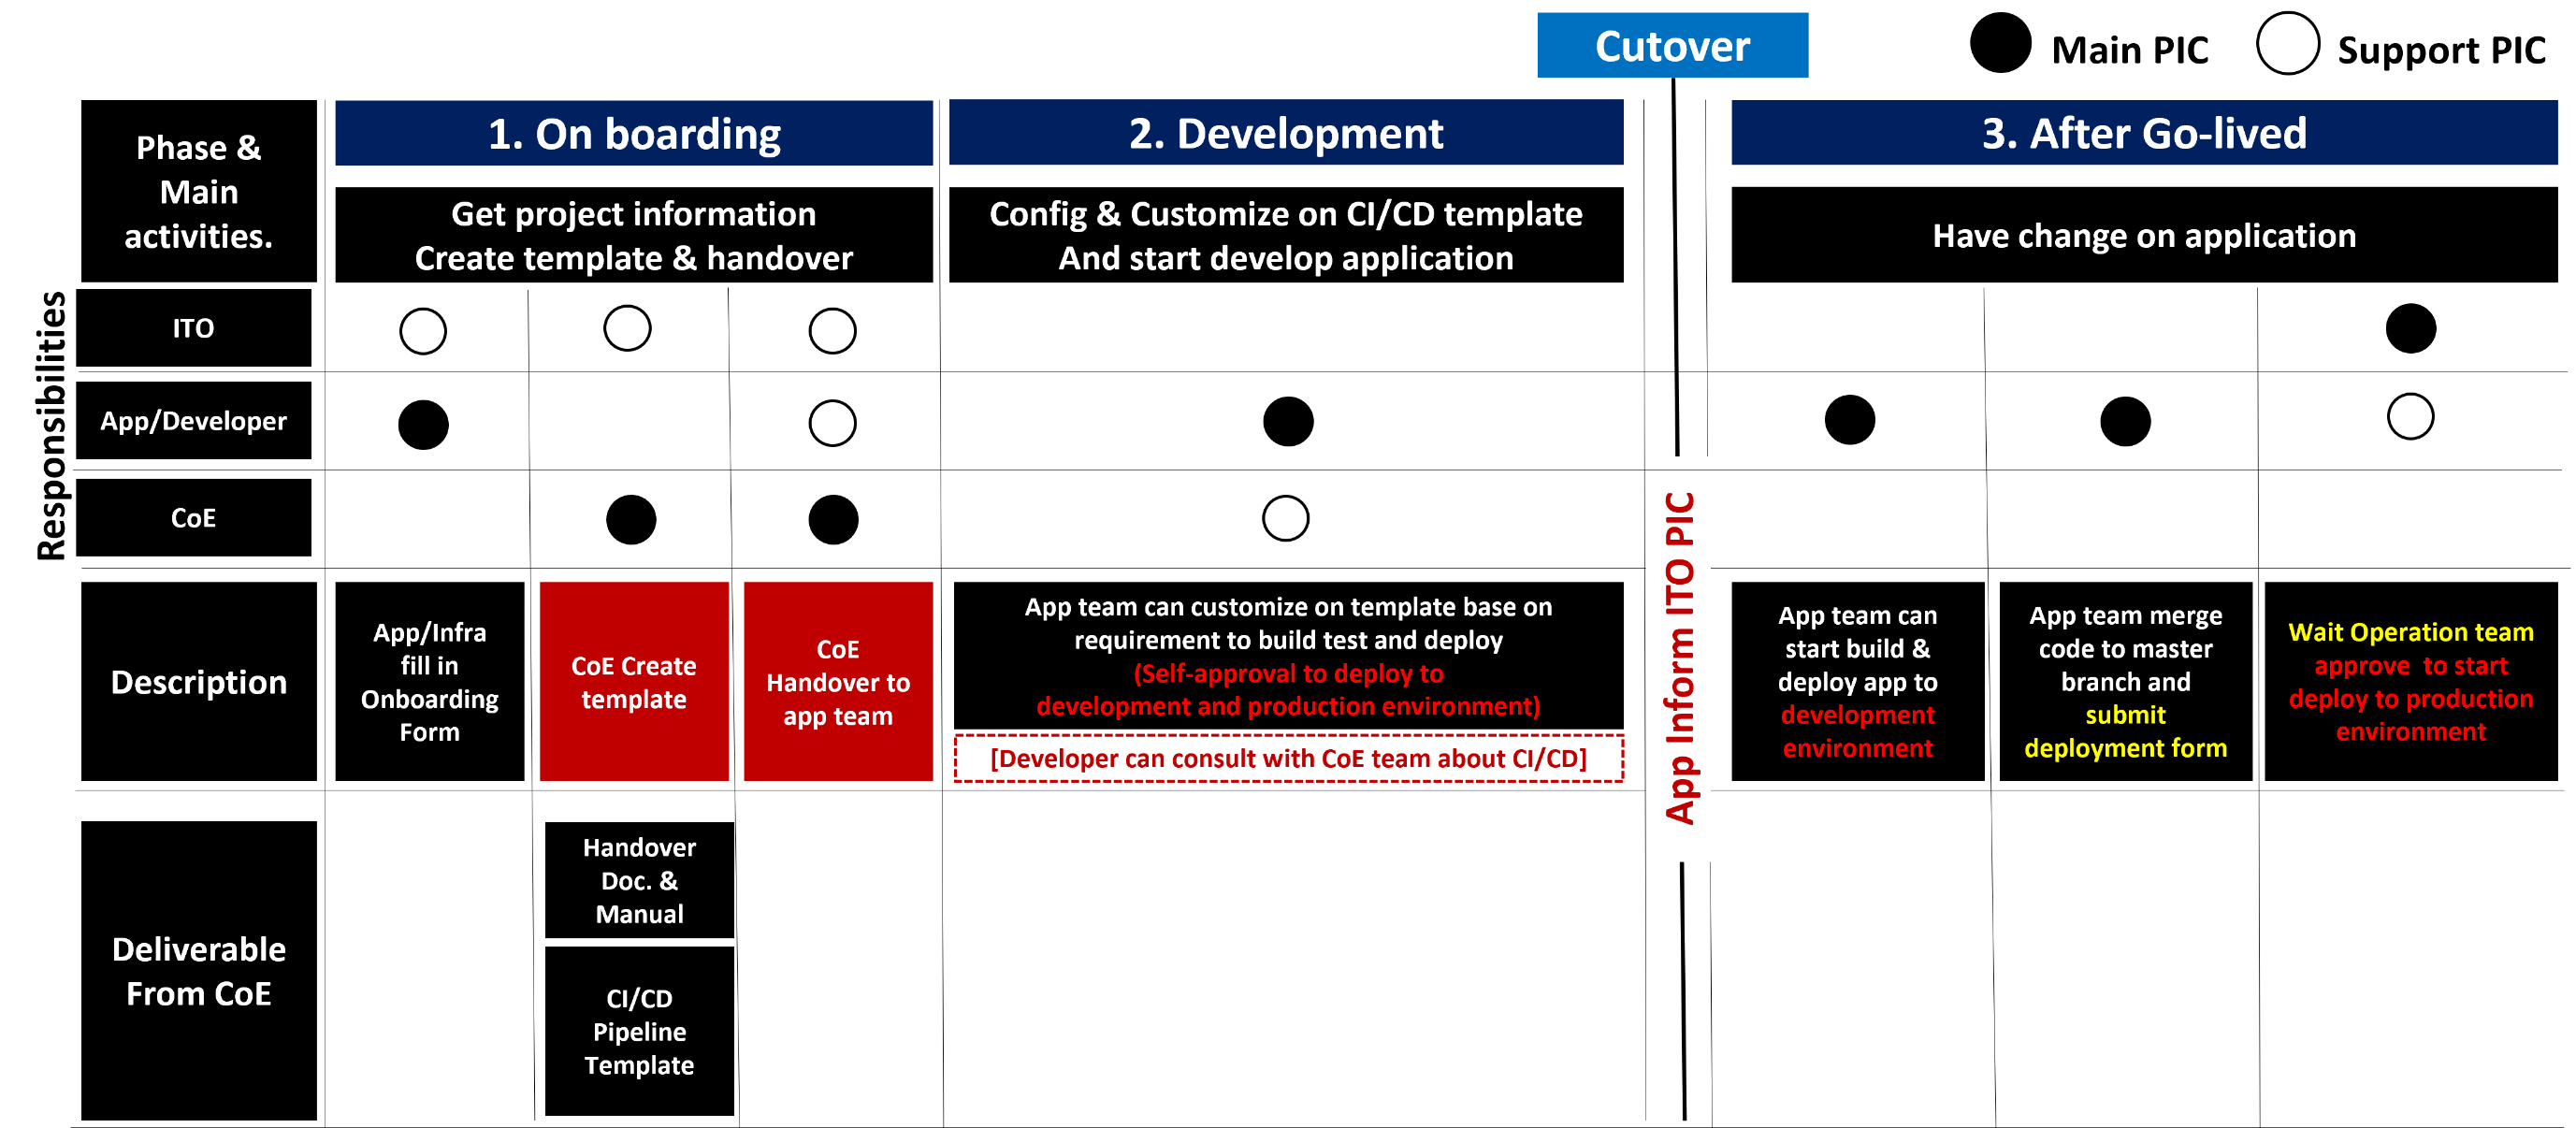 Cutover
Main PIC
Support PIC
Phase &
Main
activities.
1. On boarding
2. Development
3. After Go-lived
Get project information
Create template & handover
Config & Customize on CI/CD template
And start develop application
Have change on application
Responsibilities
ITO
App/Developer
CoE
App Inform ITO PIC
Description
App/Infra
fill in
Onboarding
Form
CoE Create
template
CoE
Handover to
app team
App team can customize on template base on
requirement to build test and deploy
(Self-approval to deploy to
development and production environment)
[Developer can consult with CoE team about CI/CD]
App team can
start build &
deploy app to
development
environment
App team merge
code to master
branch and
submit
deployment form
Wait Operation team
approve  to start
deploy to production
environment
Deliverable
From CoE
Handover
Doc. &
Manual
CI/CD
Pipeline
Template